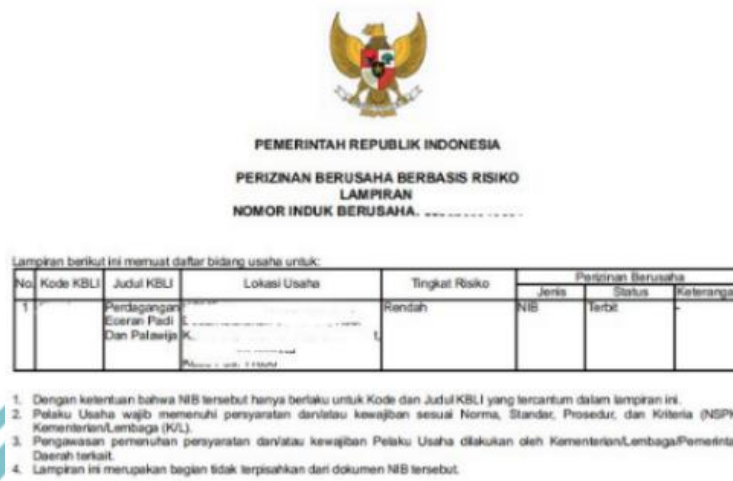 PEMERINTAH REPUBLIK INDONESIA
PERIZINAN BERUSAHA BERBASIS RISIKO
LAMPIRAN
NOMOR INDUK BERUSAHA.
Lampiran berikut ini memuat daftar bidang usaha untuk:
No. Kode KBLI Judul KBLI Lokasi Usaha Tingkat Risiko Perizinan Berusaha
Jenis Status Keteranga
1 Perdagangan Rendah NIB Terbit -
Eceran Padi
Dan Palawija K.
1. Dengan ketentuan bahwa NIB tersebut hanya berlaku untuk Kode dan Judul KBLI yang tercantum dalam lampiran ini.
2. Pelaku Usaha wajib memenuhi persyaratan dan/atau kewajiban sesuai Norma, Standar, Prosedur, dan Kriteria (NSPK
Kementerian/Lembaga (K/L).
3. Pengawasan pemenuhan persyaratan dan/atau kewajiban Pelaku Usaha dilakukan oleh Kementerian/Lembaga/Pemerinta
Daerah terkait.
4. Lampiran ini merupakan bagian tidak terpisahkan dari dokumen NIB tersebut.